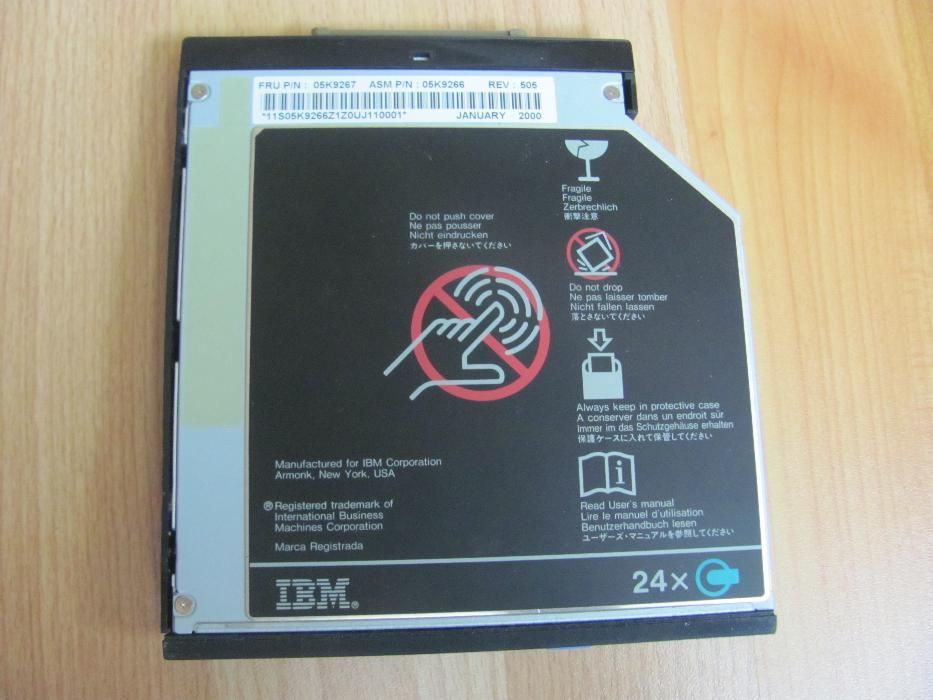 FRU P/N : 05K9267 ASM P/N : 05K9266 REV : 505
*11S05K9266Z1Z0UJ110001* JANUARY 2000
Fragile
Fragile
Zerbrechlich
衝撃注意
Do not push cover
Ne pas pousser
Nicht eindrucken
カバーを押さないでください
Do not drop
Ne pas laisser tomber
Nicht fallen lassen
落とさないでください
Always keep in protective case
A conserver dans un endroit sûr
Immer im das Schutzgehäuse erhalten
保護ケースに入れて保管してください
Manufactured for IBM Corporation
Armonk, New York, USA
® Registered trademark of
International Business
Machines Corporation
Marca Registrada
i
Read User's manual
Lire le manuel d'utilisation
Benutzerhandbuch lesen
ユーザーズ・マニュアルを参照してください
IBM®
24×